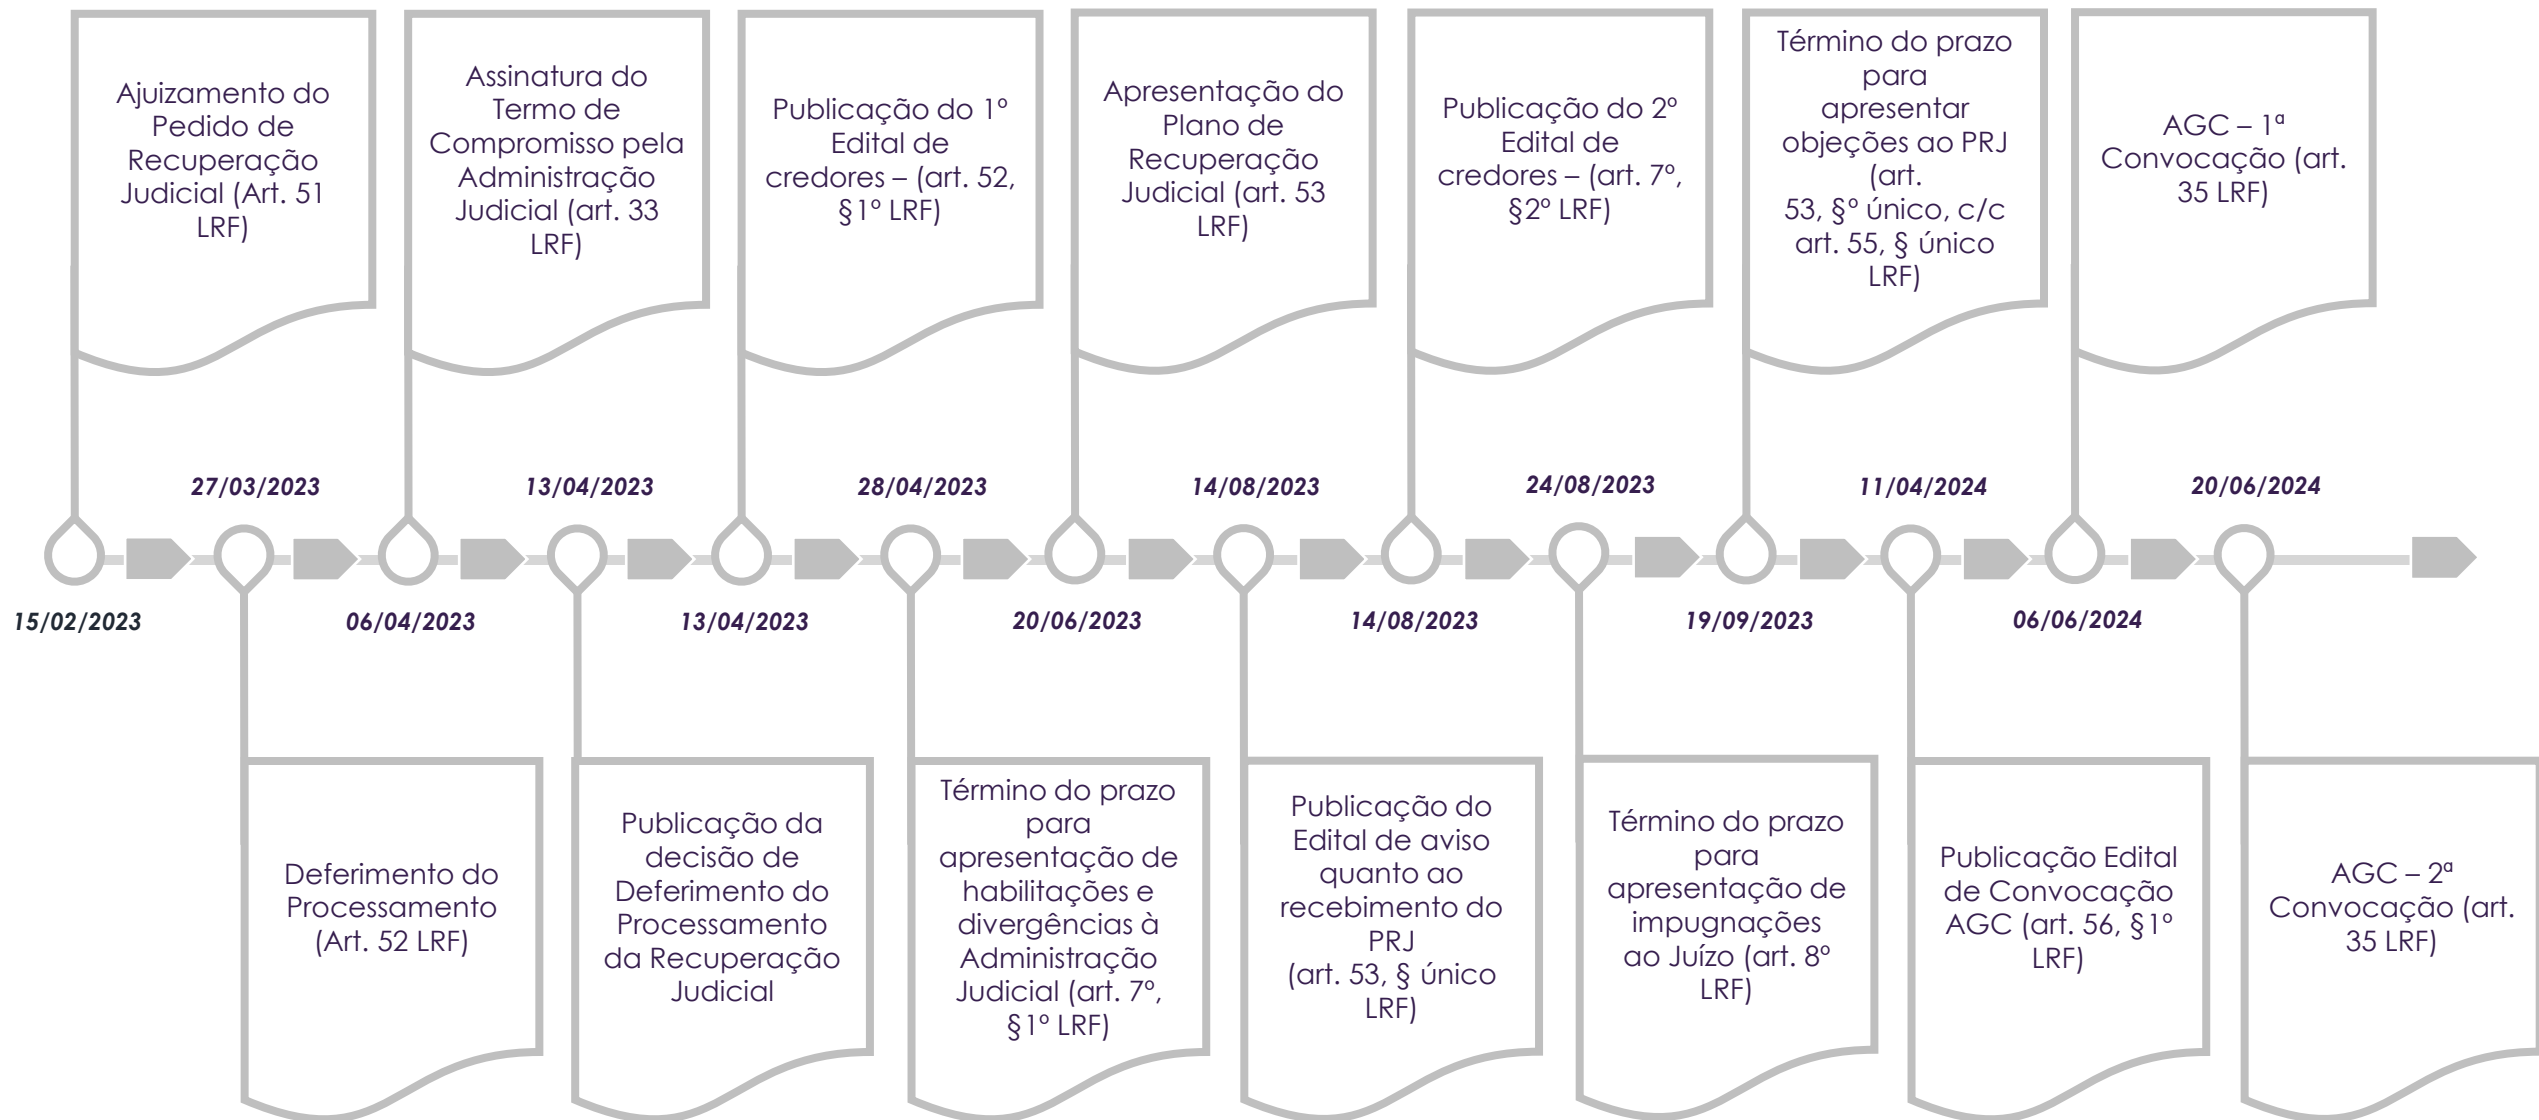 Ajuizamento do
Pedido de
Recuperação
Judicial (Art. 51
LRF)
Assinatura do
Termo de
Compromisso pela
Administração
Judicial (art. 33
LRF)
Publicação do 1º
Edital de
credores – (art. 52,
§1º LRF)
Apresentação do
Plano de
Recuperação
Judicial (art. 53
LRF)
Publicação do 2º
Edital de
credores – (art. 7º,
§2º LRF)
Término do prazo
para
apresentar
objeções ao PRJ
(art.
53, §º único, c/c
art. 55, § único
LRF)
AGC – 1ª
Convocação (art.
35 LRF)
27/03/2023
13/04/2023
28/04/2023
14/08/2023
24/08/2023
11/04/2024
20/06/2024
15/02/2023
06/04/2023
13/04/2023
20/06/2023
14/08/2023
19/09/2023
06/06/2024
Deferimento do
Processamento
(Art. 52 LRF)
Publicação da
decisão de
Deferimento do
Processamento
da Recuperação
Judicial
Término do prazo
para
apresentação de
habilitações e
divergências à
Administração
Judicial (art. 7º,
§1º LRF)
Publicação do
Edital de aviso
quanto ao
recebimento do
PRJ
(art. 53, § único
LRF)
Término do prazo
para
apresentação de
impugnações
ao Juízo (art. 8º
LRF)
Publicação Edital
de Convocação
AGC (art. 56, §1º
LRF)
AGC – 2ª
Convocação (art.
35 LRF)